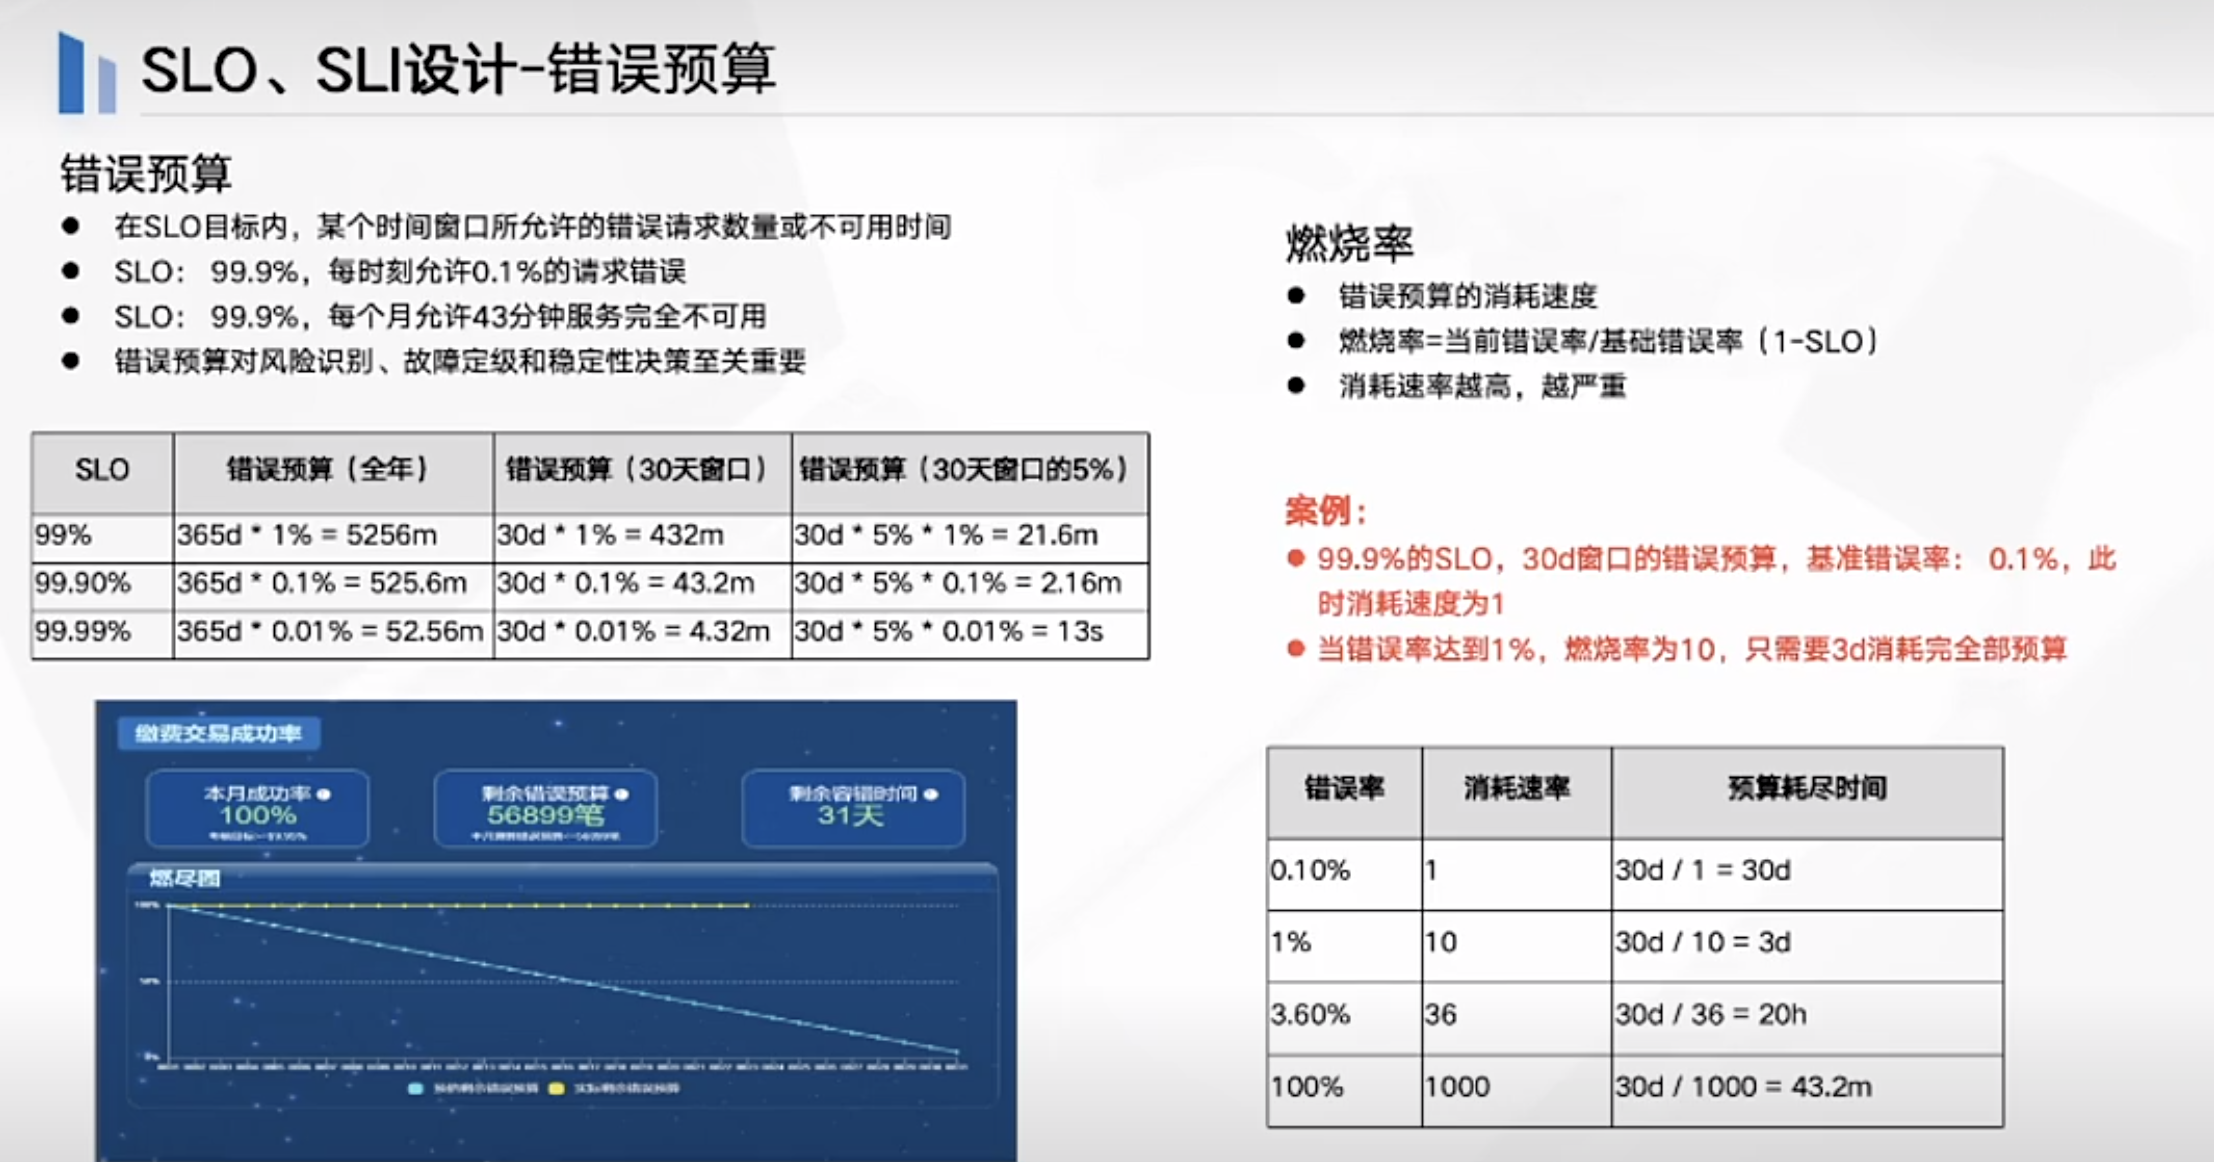 SLO、SLI设计-错误预算
错误预算
● 在SLO目标内，某个时间窗口所允许的错误请求数量或不可用时间
● SLO： 99.9%，每时刻允许0.1%的请求错误
● SLO： 99.9%，每个月允许43分钟服务完全不可用
● 错误预算对风险识别、故障定级和稳定性决策至关重要
SLO 错误预算（全年） 错误预算（30天窗口） 错误预算（30天窗口的5%）
99% 365d * 1% = 5256m 30d * 1% = 432m 30d * 5% * 1% = 21.6m
99.90% 365d * 0.1% = 525.6m 30d * 0.1% = 43.2m 30d * 5% * 0.1% = 2.16m
99.99% 365d * 0.01% = 52.56m 30d * 0.01% = 4.32m 30d * 5% * 0.01% = 13s
缴费交易成功率
本月成功率 剩余错误预算 剩余容错时间
100% 56899笔 31天
燃尽图
100%
50%
0%
燃烧率
● 错误预算的消耗速度
● 燃烧率=当前错误率/基础错误率（1-SLO）
● 消耗速率越高，越严重
案例：
● 99.9%的SLO，30d窗口的错误预算，基准错误率： 0.1%，此
时消耗速度为1
● 当错误率达到1%，燃烧率为10，只需要3d消耗完全部预算
错误率 消耗速率 预算耗尽时间
0.10% 1 30d / 1 = 30d
1% 10 30d / 10 = 3d
3.60% 36 30d / 36 = 20h
100% 1000 30d / 1000 = 43.2m